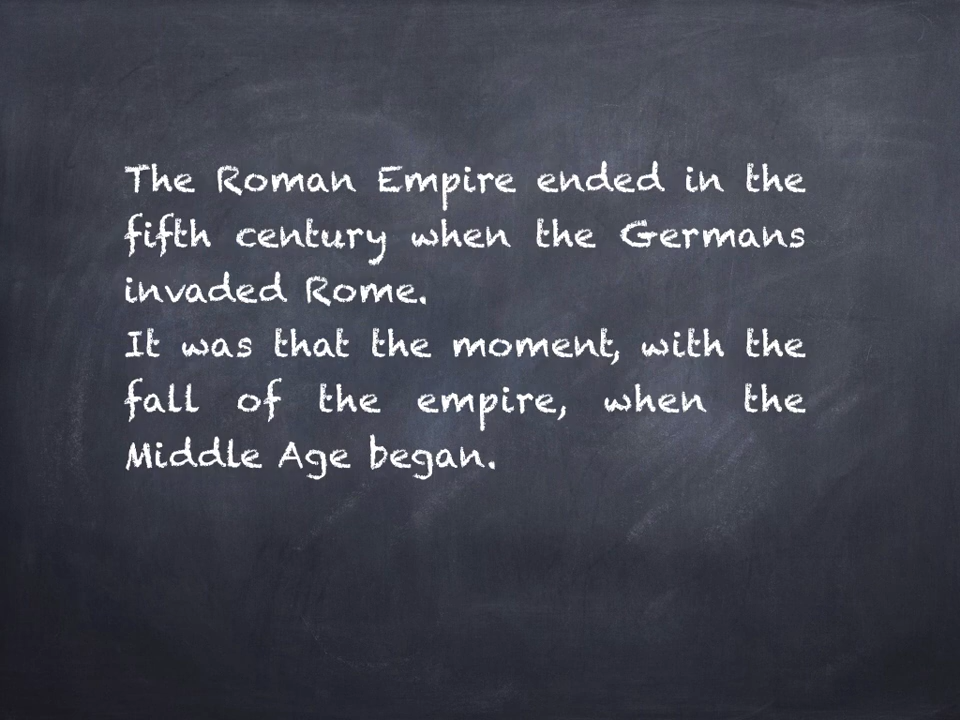 The Roman Empire ended in the
fifth century when the Germans
invaded Rome.
It was that the moment, with the
fall of the empire, when the
Middle Age began.